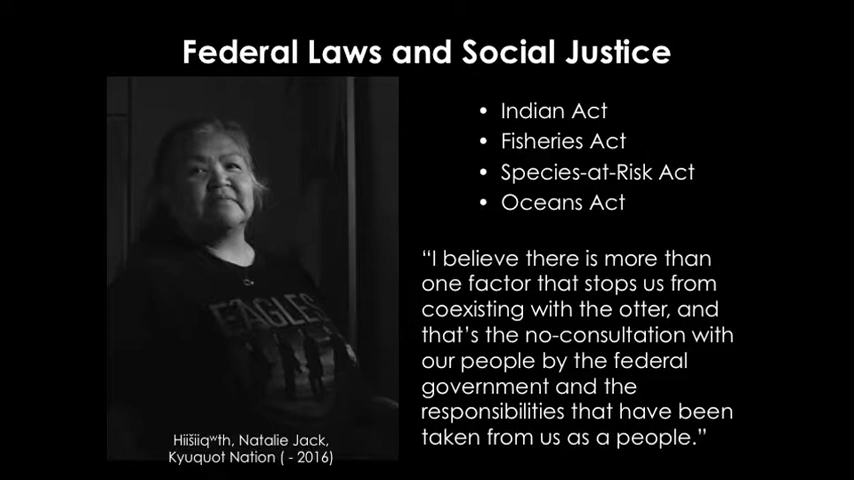 Federal Laws and Social Justice
• Indian Act
• Fisheries Act
• Species-at-Risk Act
• Oceans Act
“I believe there is more than
one factor that stops us from
coexisting with the otter, and
that’s the no-consultation with
our people by the federal
government and the
responsibilities that have been
taken from us as a people.”
EAGLES
Hiišiiqʷth, Natalie Jack,
Kyuquot Nation ( - 2016)